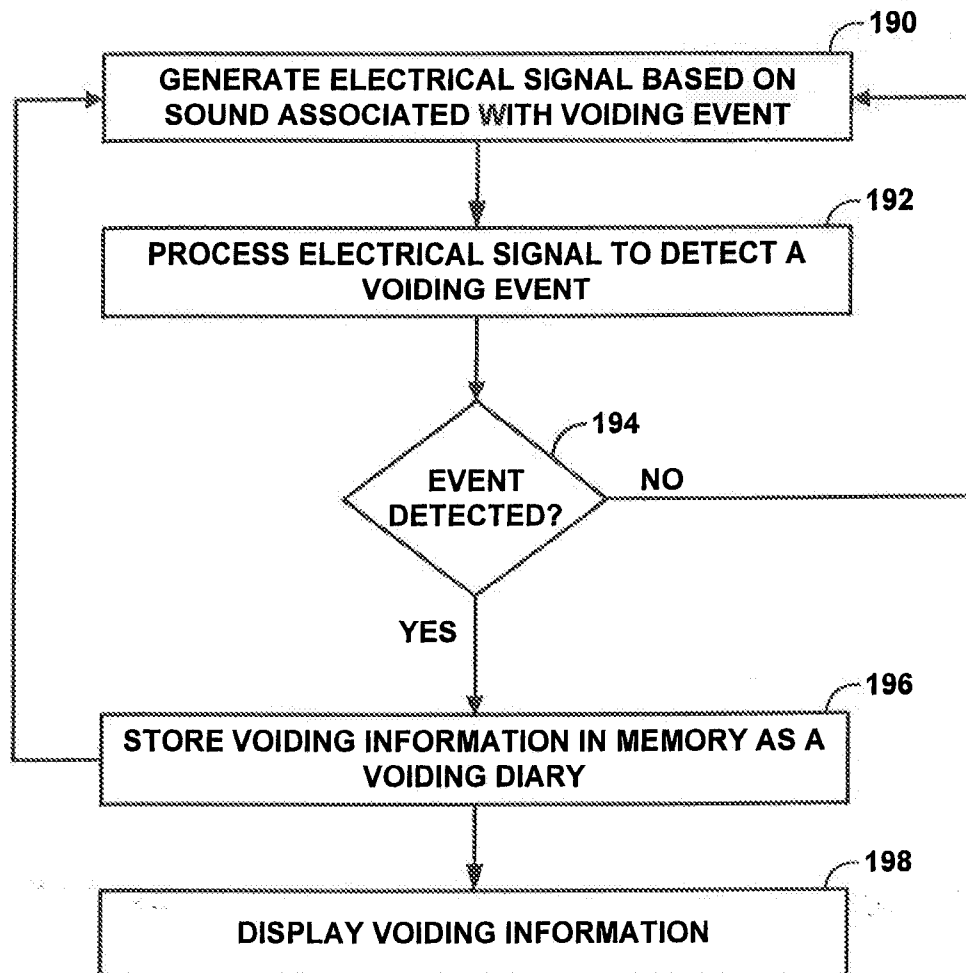 190
GENERATE ELECTRICAL SIGNAL BASED ON
SOUND ASSOCIATED WITH VOIDING EVENT
192
PROCESS ELECTRICAL SIGNAL TO DETECT A
VOIDING EVENT
194
EVENT
DETECTED?
NO
YES
196
STORE VOIDING INFORMATION IN MEMORY AS A
VOIDING DIARY
198
DISPLAY VOIDING INFORMATION